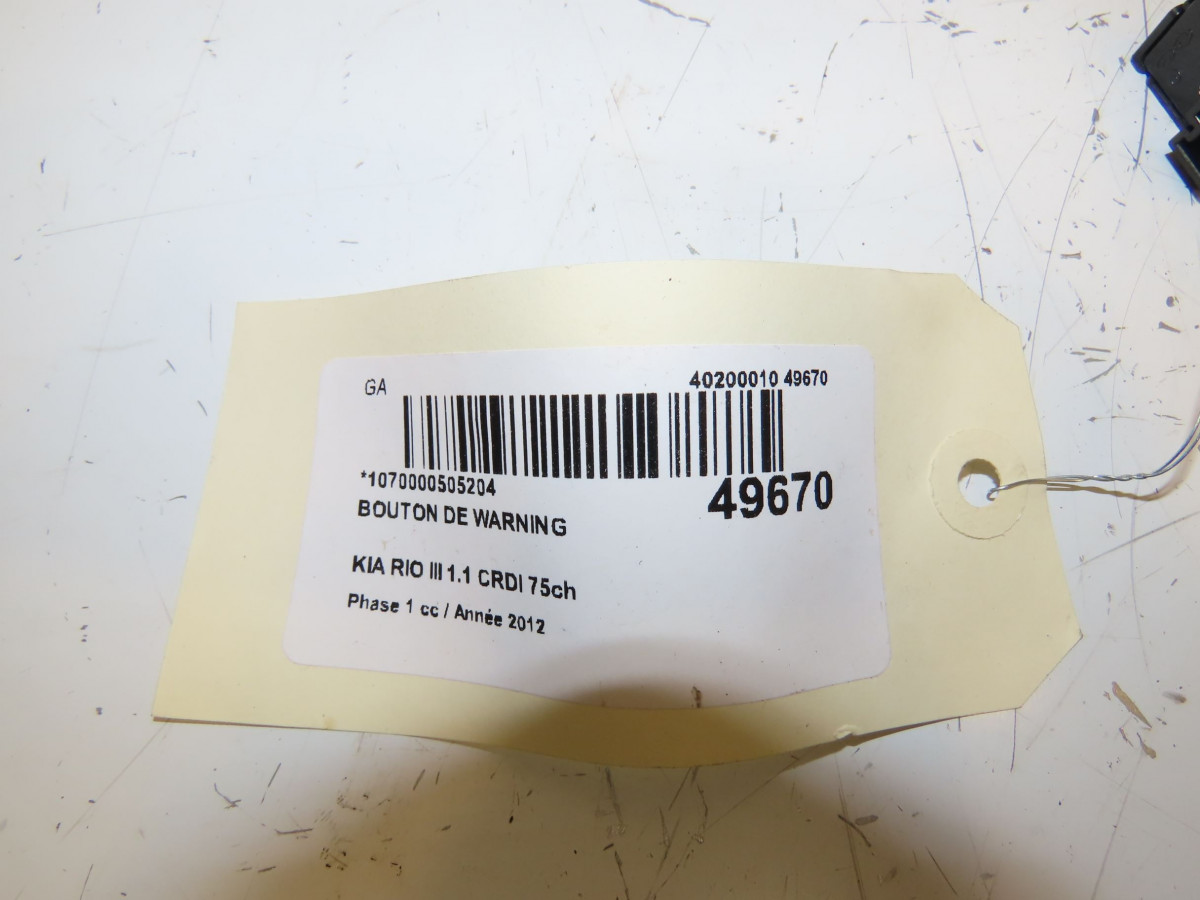 GA 40200010 49670
*1070000505204
49670
BOUTON DE WARNING
KIA RIO III 1.1 CRDI 75ch
Phase 1 cc / Année 2012